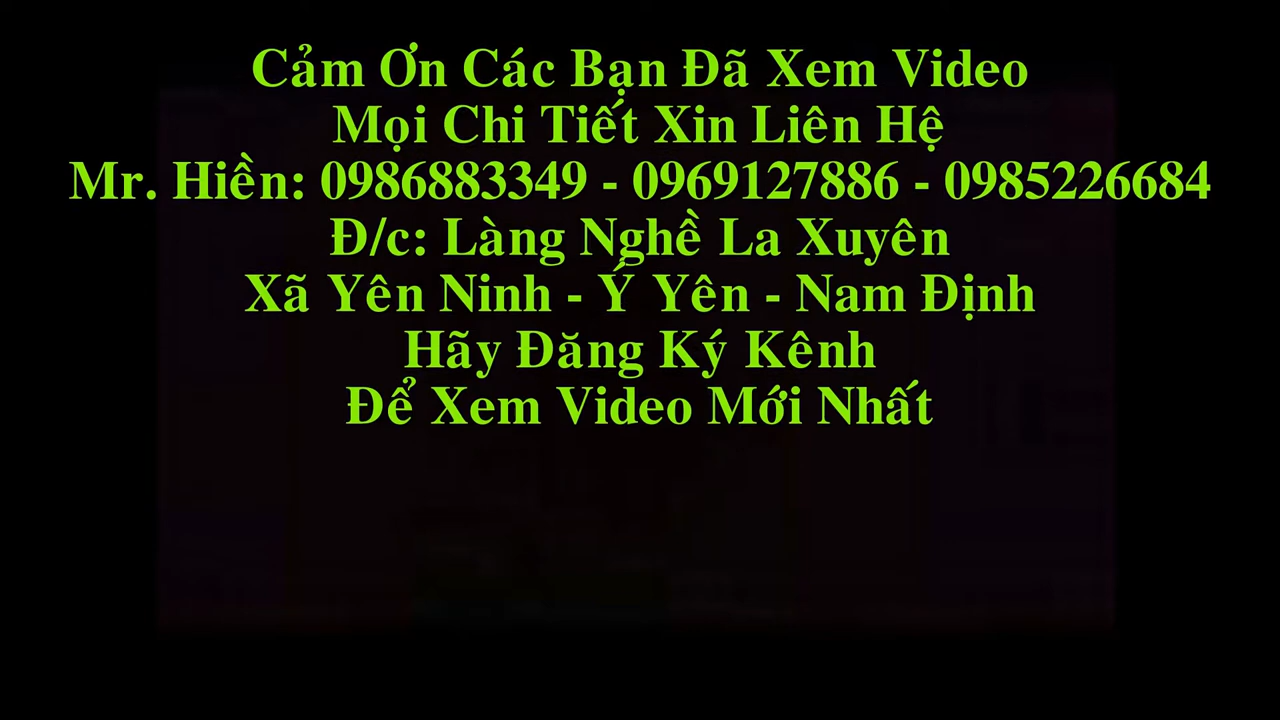 Cảm Ơn Các Bạn Đã Xem Video
Mọi Chi Tiết Xin Liên Hệ
Mr. Hiền: 0986883349 - 0969127886 - 0985226684
Đ/c: Làng Nghề La Xuyên
Xã Yên Ninh - Ý Yên - Nam Định
Hãy Đăng Ký Kênh
Để Xem Video Mới Nhất